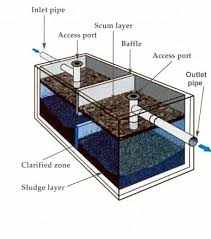 Inlet pipe
Scum layer
Access port
Baffle
Access port
Outlet
pipe
Clarified zone
Sludge layer